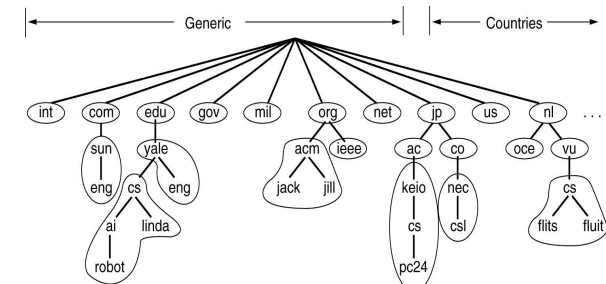 Generic Countries
int com edu gov mil org net jp us nl ...
sun yale acm ieee ac co oce vu
eng cs eng jack jill keio nec cs
ai linda cs csl flits fluit
robot pc24